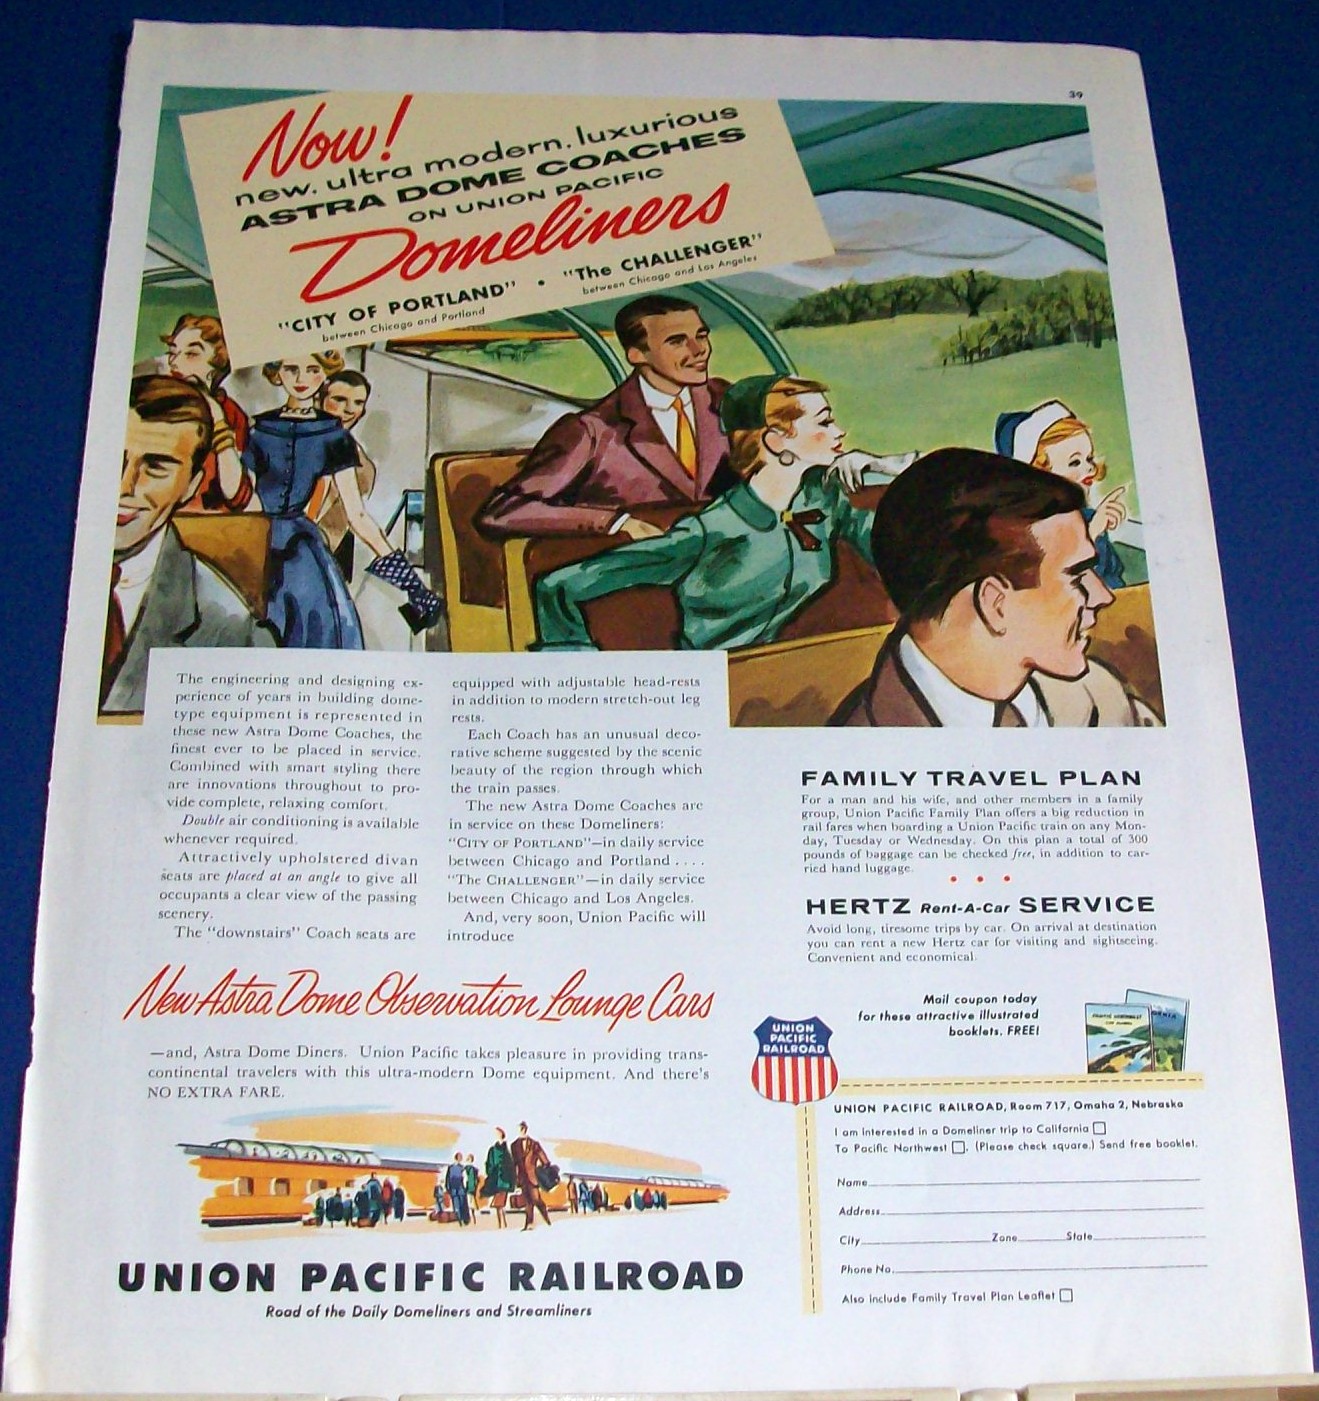 39
Now!
new, ultra modern, luxurious
ASTRA DOME COACHES
ON UNION PACIFIC
Domeliners
"CITY OF PORTLAND" • "The CHALLENGER"
between Chicago and Portland
between Chicago and Los Angeles
The engineering and designing ex-
perience of years in building dome-
type equipment is represented in
these new Astra Dome Coaches, the
finest ever to be placed in service.
Combined with smart styling there
are innovations throughout to pro-
vide complete, relaxing comfort.
Double air conditioning is available
whenever required.
Attractively upholstered divan
seats are placed at an angle to give all
occupants a clear view of the passing
scenery.
The "downstairs" Coach seats are
equipped with adjustable head-rests
in addition to modern stretch-out leg
rests.
Each Coach has an unusual deco-
rative scheme suggested by the scenic
beauty of the region through which
the train passes.
The new Astra Dome Coaches are
in service on these Domeliners:
"CITY OF PORTLAND"—in daily service
between Chicago and Portland . . . .
"The CHALLENGER"—in daily service
between Chicago and Los Angeles.
And, very soon, Union Pacific will
introduce
New Astra Dome Observation Lounge Cars
—and, Astra Dome Diners. Union Pacific takes pleasure in providing trans-
continental travelers with this ultra-modern Dome equipment. And there's
NO EXTRA FARE.
UNION PACIFIC RAILROAD
Road of the Daily Domeliners and Streamliners
FAMILY TRAVEL PLAN
For a man and his wife, and other members in a family
group, Union Pacific Family Plan offers a big reduction in
rail fares when boarding a Union Pacific train on any Mon-
day, Tuesday or Wednesday. On this plan a total of 300
pounds of baggage can be checked free, in addition to car-
ried hand luggage.
• • •
HERTZ Rent-A-Car SERVICE
Avoid long, tiresome trips by car. On arrival at destination
you can rent a new Hertz car for visiting and sightseeing.
Convenient and economical.
Mail coupon today
for these attractive illustrated
booklets. FREE!
UNION
PACIFIC
RAILROAD
UNION PACIFIC RAILROAD, Room 717, Omaha 2, Nebraska
I am interested in a Domeliner trip to California ☐
To Pacific Northwest ☐. (Please check square.) Send free booklet.
Name
Address
City Zone State
Phone No.
Also include Family Travel Plan Leaflet ☐